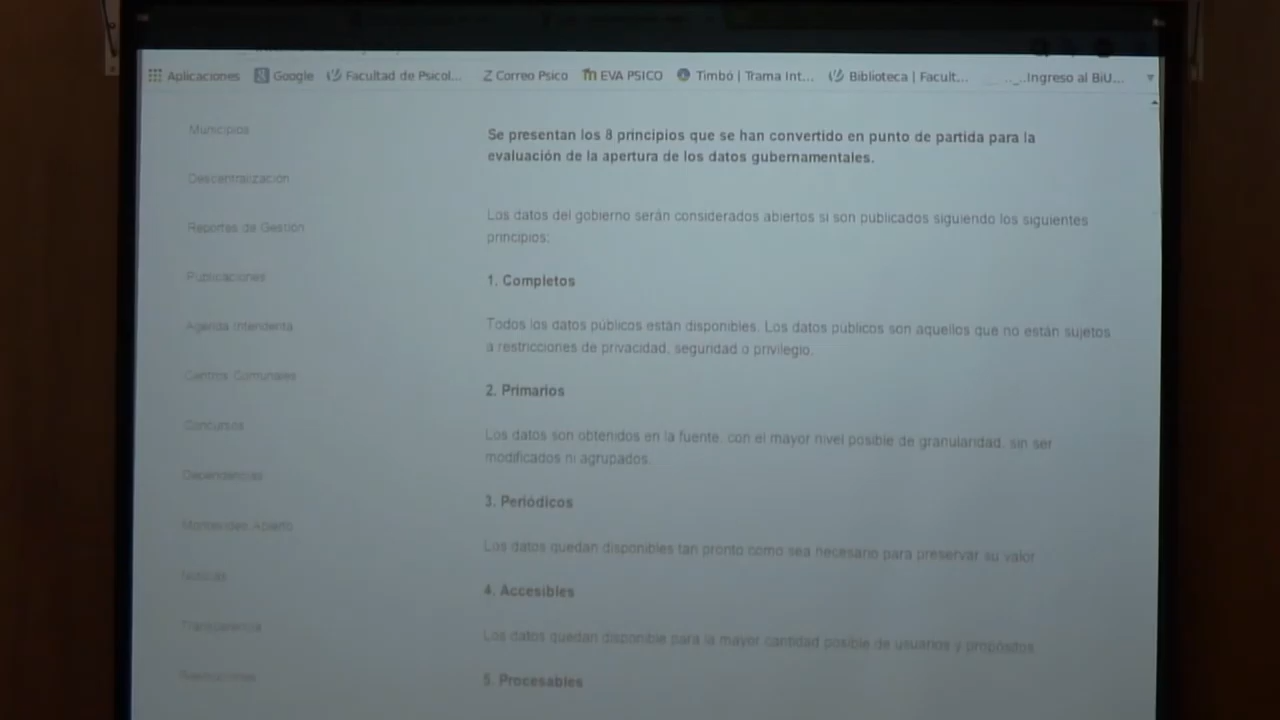 Aplicaciones Google Facultad de Psicol... Correo Psico EVA PSICO Timbó | Trama Int... Biblioteca | Facult... Ingreso al BiU...
Municipios
Descentralización
Reportes de Gestión
Publicaciones
Agenda Intendenta
Centros Comunales
Concursos
Dependencias
Montevideo Abierto
Noticias
Transparencia
Se presentan los 8 principios que se han convertido en punto de partida para la
evaluación de la apertura de los datos gubernamentales.
Los datos del gobierno serán considerados abiertos si son publicados siguiendo los siguientes
principios:
1. Completos
Todos los datos públicos están disponibles. Los datos públicos son aquellos que no están sujetos
a restricciones de privacidad, seguridad o privilegio.
2. Primarios
Los datos son obtenidos en la fuente, con el mayor nivel posible de granularidad, sin ser
modificados ni agrupados.
3. Periódicos
Los datos quedan disponibles tan pronto como sea necesario para preservar su valor
4. Accesibles
Los datos quedan disponible para la mayor cantidad posible de usuarios y propósitos.
5. Procesables